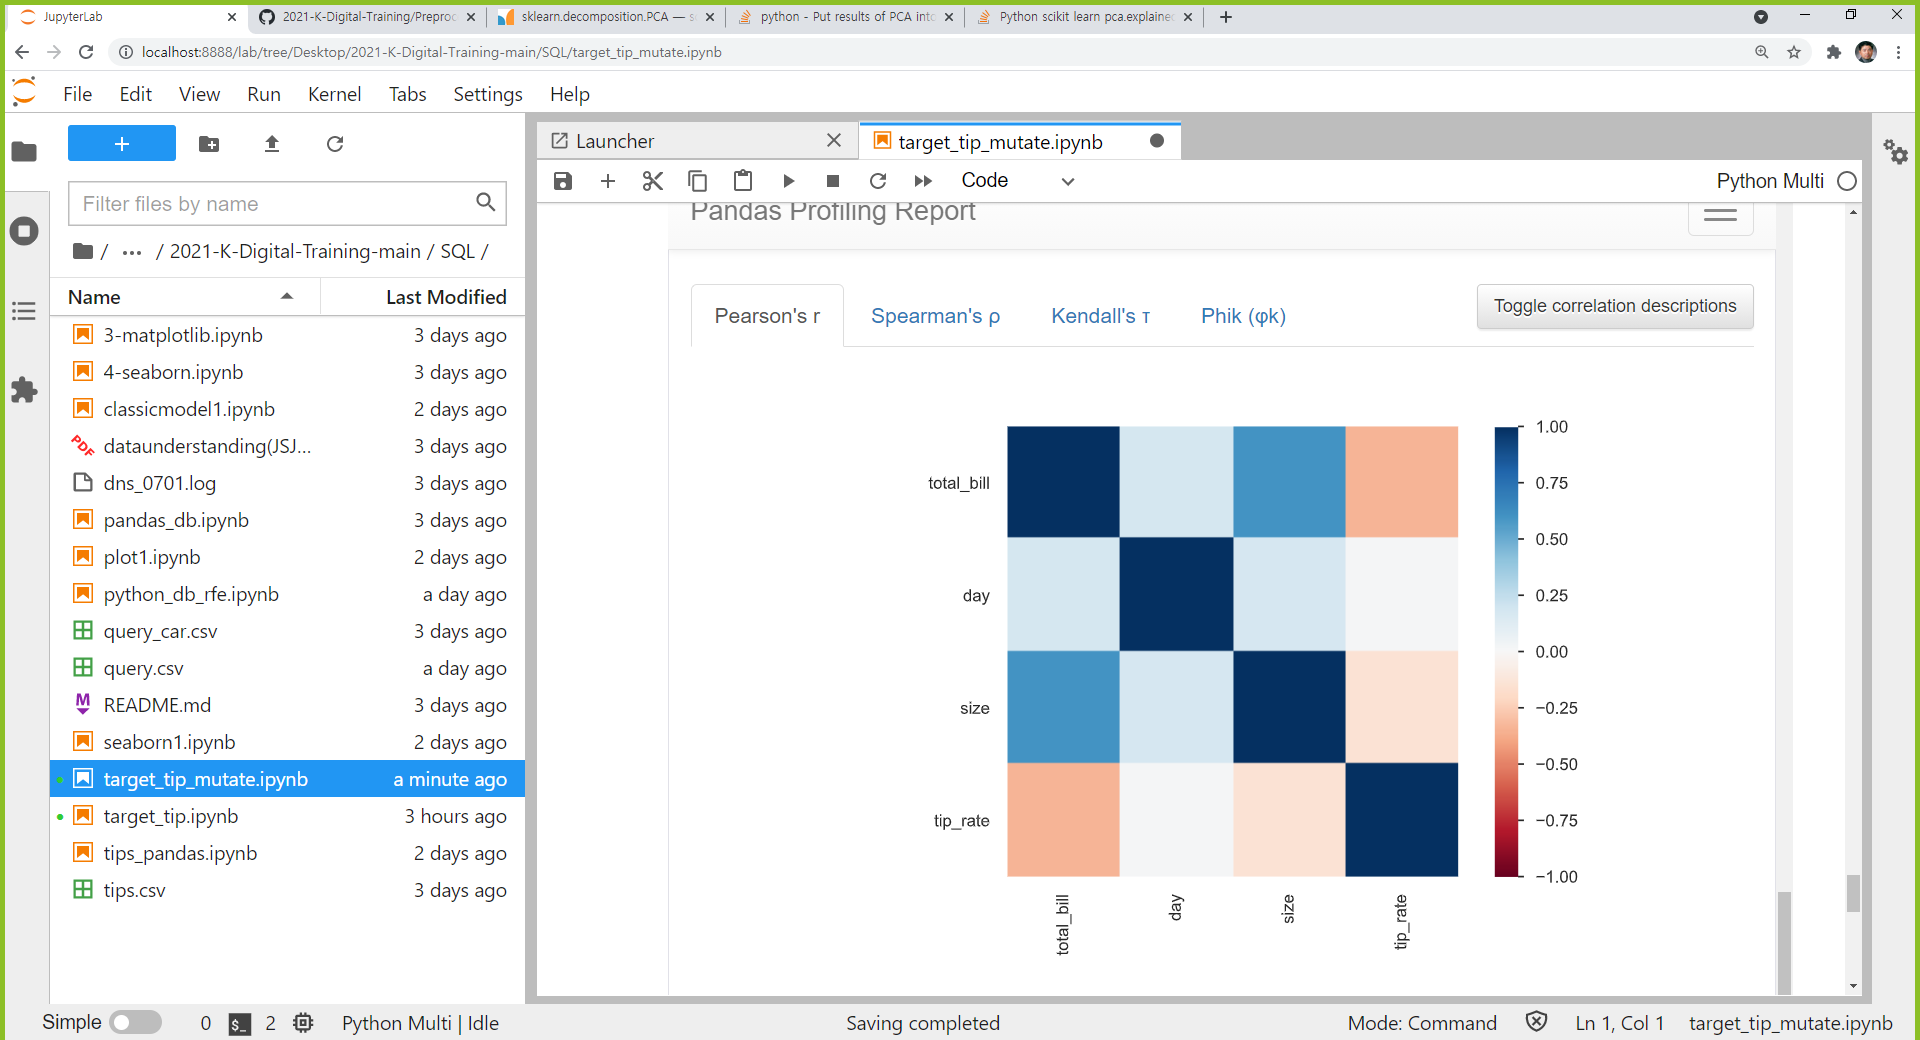 JupyterLab
2021-K-Digital-Training/Preproc
sklearn.decomposition.PCA — s
python - Put results of PCA into
Python scikit learn pca.explaine
localhost:8888/lab/tree/Desktop/2021-K-Digital-Training-main/SQL/target_tip_mutate.ipynb
File Edit View Run Kernel Tabs Settings Help
Launcher
target_tip_mutate.ipynb
Code
Python Multi
Filter files by name
/ ··· / 2021-K-Digital-Training-main / SQL /
Name Last Modified
3-matplotlib.ipynb 3 days ago
4-seaborn.ipynb 3 days ago
classicmodel1.ipynb 2 days ago
PDF dataunderstanding(JSJ... 3 days ago
dns_0701.log 3 days ago
pandas_db.ipynb 3 days ago
plot1.ipynb 2 days ago
python_db_rfe.ipynb a day ago
query_car.csv 3 days ago
query.csv a day ago
M README.md 3 days ago
seaborn1.ipynb 2 days ago
target_tip_mutate.ipynb a minute ago
target_tip.ipynb 3 hours ago
tips_pandas.ipynb 2 days ago
tips.csv 3 days ago
Pandas Profiling Report
Pearson's r Spearman's ρ Kendall's τ Phik (φk)
Toggle correlation descriptions
total_bill
day
size
tip_rate
total_bill
day
size
tip_rate
1.00
0.75
0.50
0.25
0.00
−0.25
−0.50
−0.75
−1.00
Simple 0 $_ 2 Python Multi | Idle
Saving completed
Mode: Command Ln 1, Col 1 target_tip_mutate.ipynb